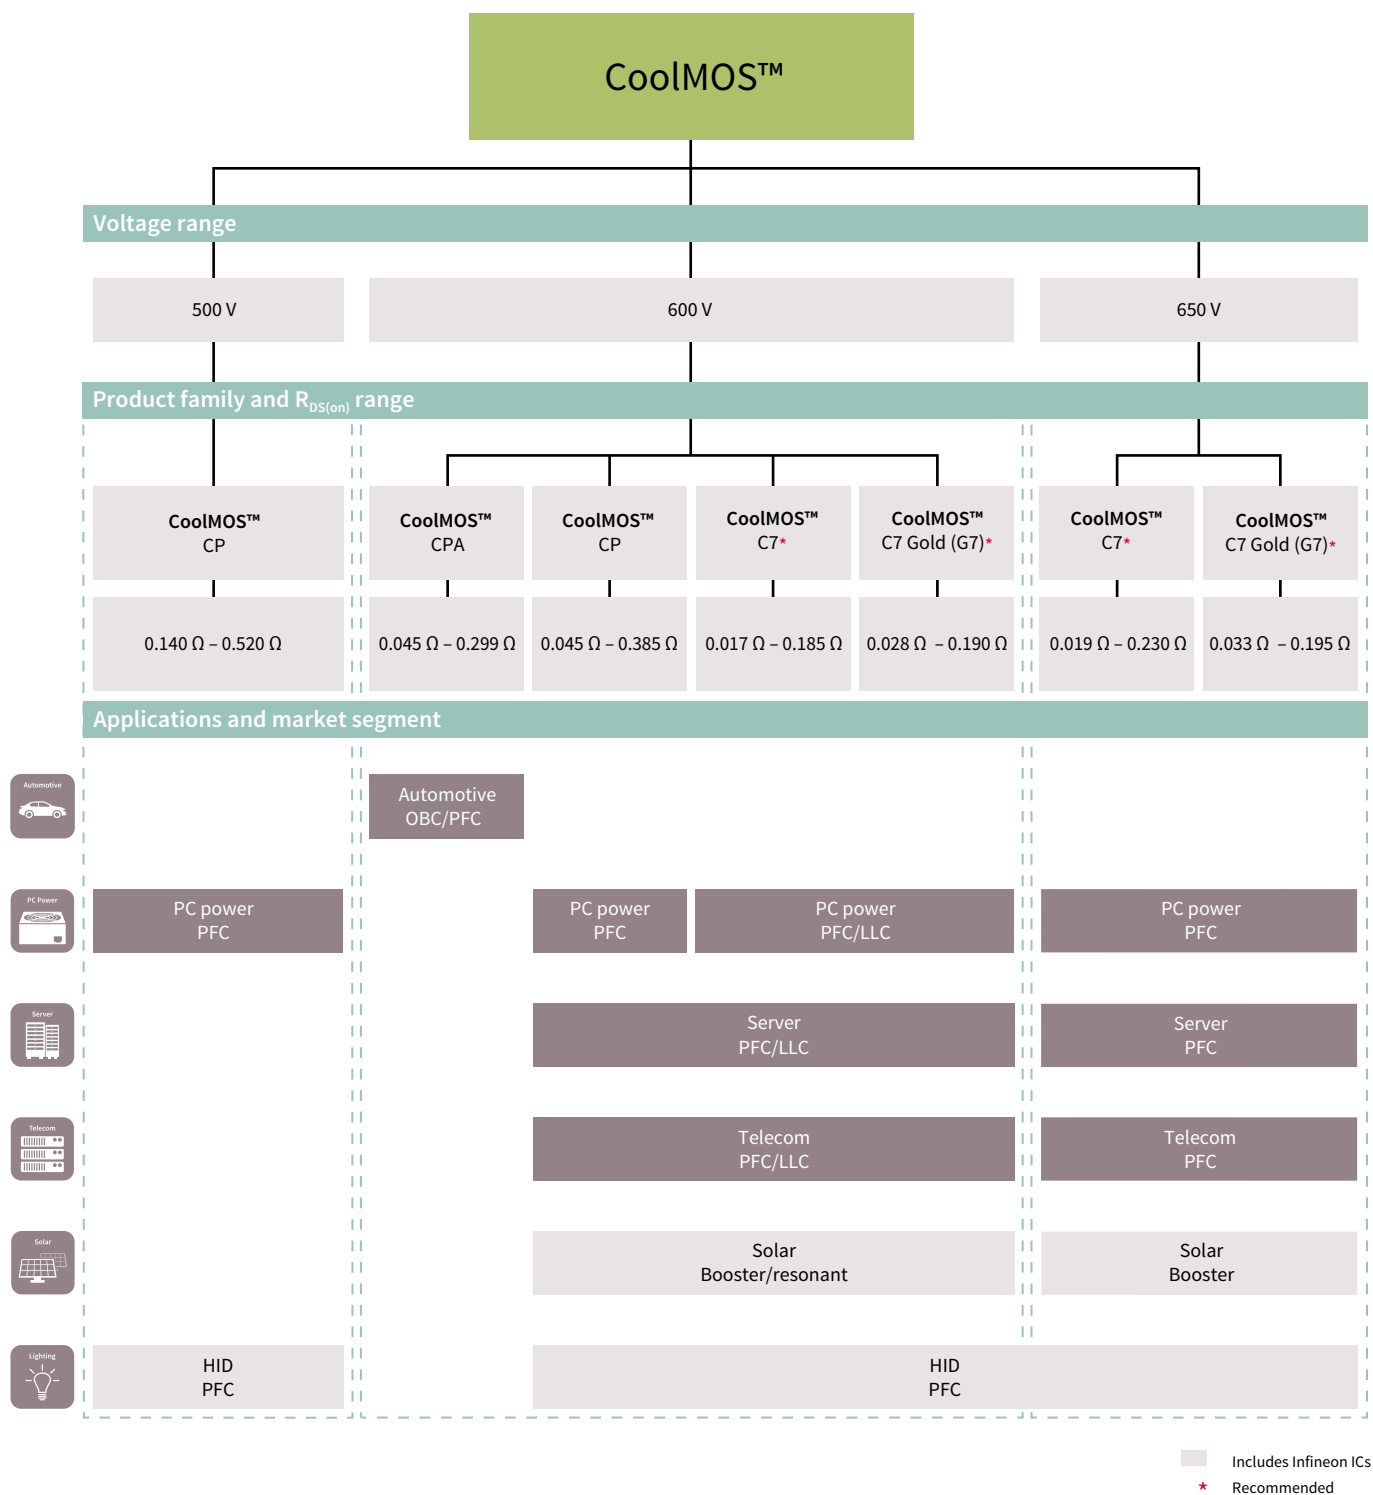 CoolMOS™
Voltage range
500 V
600 V
650 V
Product family and RDS(on) range
CoolMOS™
CP
CoolMOS™
CPA
CoolMOS™
CP
CoolMOS™
C7*
CoolMOS™
C7 Gold (G7)*
CoolMOS™
C7*
CoolMOS™
C7 Gold (G7)*
0.140 Ω – 0.520 Ω
0.045 Ω – 0.299 Ω
0.045 Ω – 0.385 Ω
0.017 Ω – 0.185 Ω
0.028 Ω – 0.190 Ω
0.019 Ω – 0.230 Ω
0.033 Ω – 0.195 Ω
Applications and market segment
Automotive
Automotive
OBC/PFC
PC Power
PC power
PFC
PC power
PFC
PC power
PFC/LLC
PC power
PFC
Server
Server
PFC/LLC
Server
PFC
Telecom
Telecom
PFC/LLC
Telecom
PFC
Solar
Solar
Booster/resonant
Solar
Booster
Lighting
HID
PFC
HID
PFC
Includes Infineon ICs
* Recommended